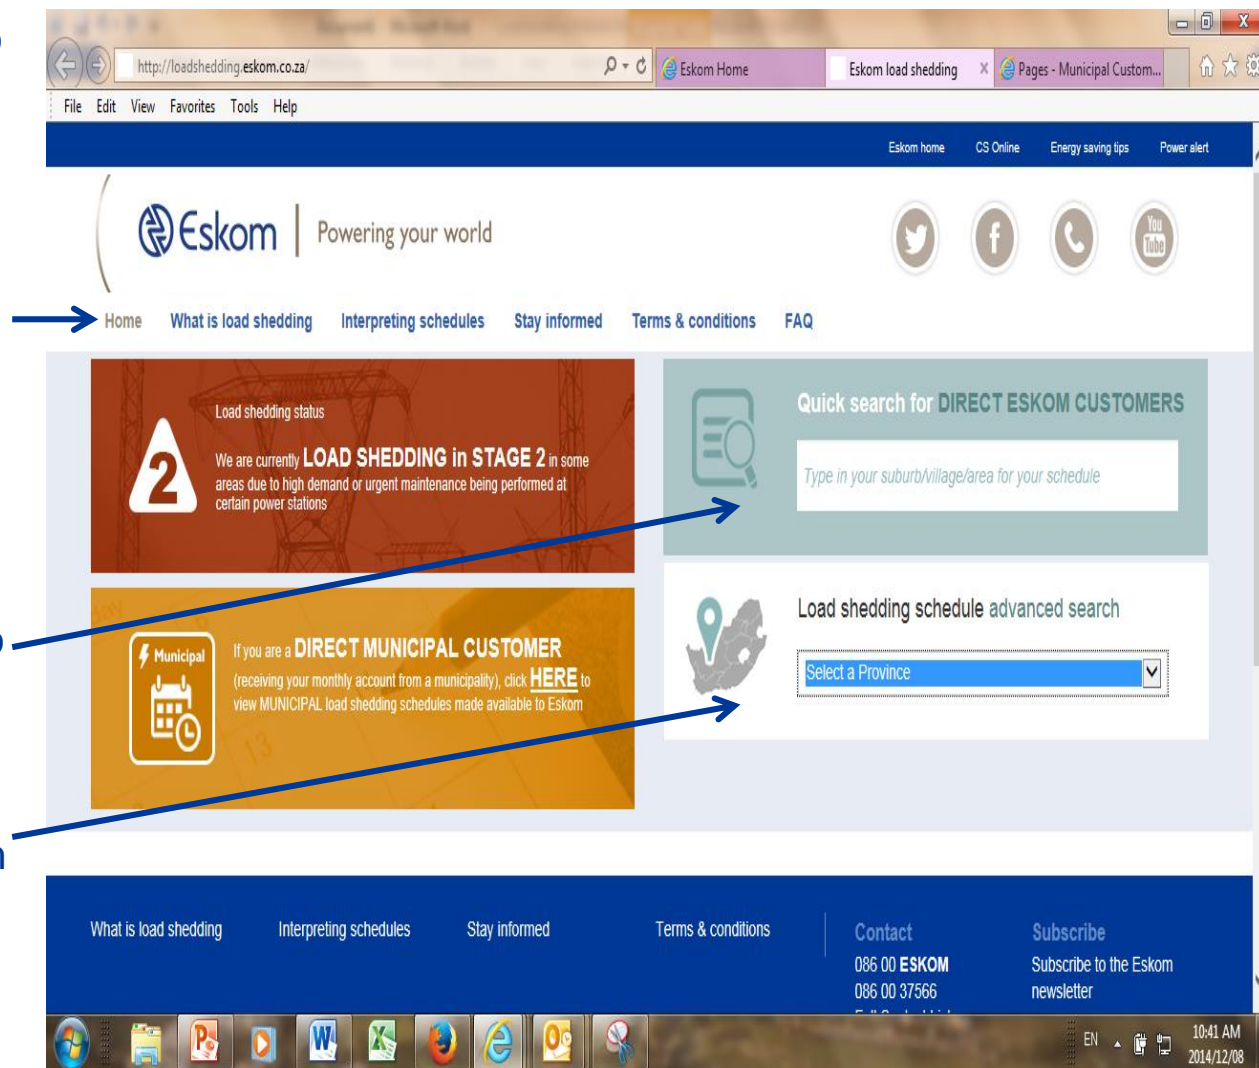 http://loadshedding.eskom.co.za/
Eskom Home
Eskom load shedding
Pages - Municipal Custom...
File Edit View Favorites Tools Help
Eskom home CS Online Energy saving tips Power alert
Eskom | Powering your world
You
Tube
Home What is load shedding Interpreting schedules Stay informed Terms & conditions FAQ
2
Load shedding status
We are currently LOAD SHEDDING in STAGE 2 in some
areas due to high demand or urgent maintenance being performed at
certain power stations
Quick search for DIRECT ESKOM CUSTOMERS
Type in your suburb/village/area for your schedule
Municipal
If you are a DIRECT MUNICIPAL CUSTOMER
(receiving your monthly account from a municipality), click HERE to
view MUNICIPAL load shedding schedules made available to Eskom
13
Load shedding schedule advanced search
Select a Province
What is load shedding Interpreting schedules Stay informed Terms & conditions
Contact
086 00 ESKOM
086 00 37566
Subscribe
Subscribe to the Eskom
newsletter
EN
10:41 AM
2014/12/08